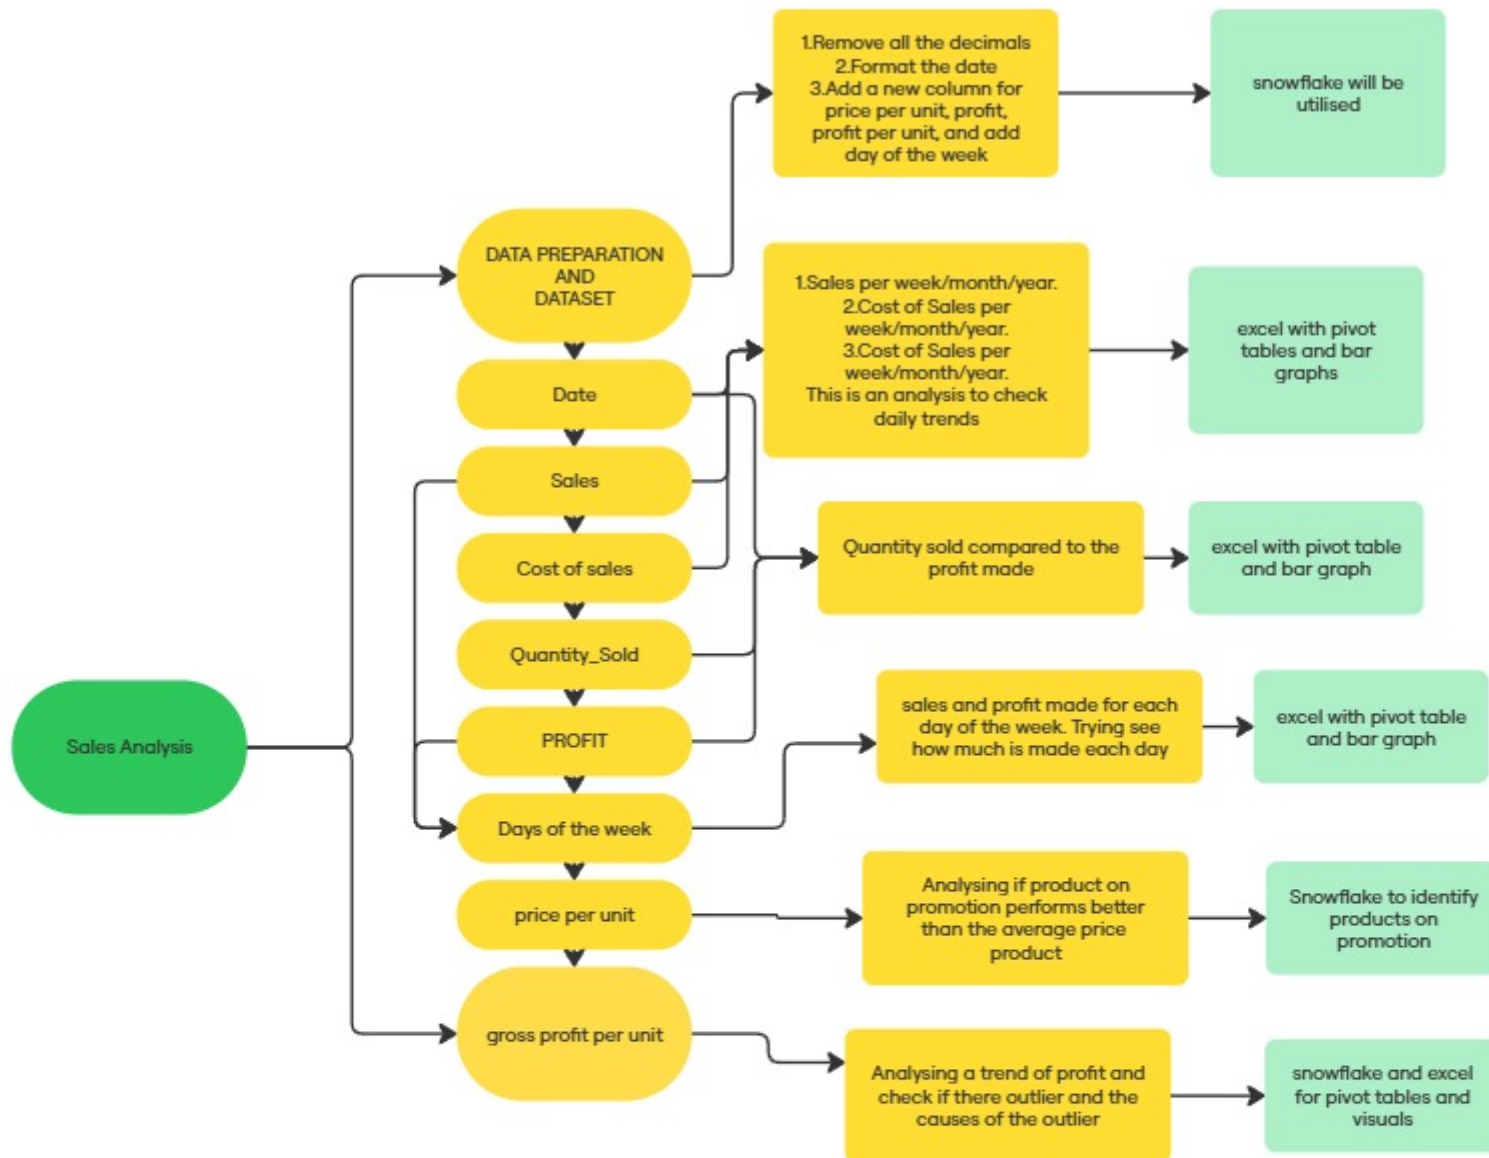 1.Remove all the decimals
2.Format the date
3.Add a new column for
price per unit, profit,
profit per unit, and add
day of the week
snowflake will be
utilised
DATA PREPARATION
AND
DATASET
1.Sales per week/month/year.
2.Cost of Sales per
week/month/year.
3.Cost of Sales per
week/month/year.
This is an analysis to check
daily trends
excel with pivot
tables and bar
graphs
Date
Sales
Cost of sales
Quantity sold compared to the
profit made
excel with pivot table
and bar graph
Quantity_Sold
Sales Analysis
PROFIT
sales and profit made for each
day of the week. Trying see
how much is made each day
excel with pivot table
and bar graph
Days of the week
price per unit
Analysing if product on
promotion performs better
than the average price
product
Snowflake to identify
products on
promotion
gross profit per unit
Analysing a trend of profit and
check if there outlier and the
causes of the outlier
snowflake and excel
for pivot tables and
visuals